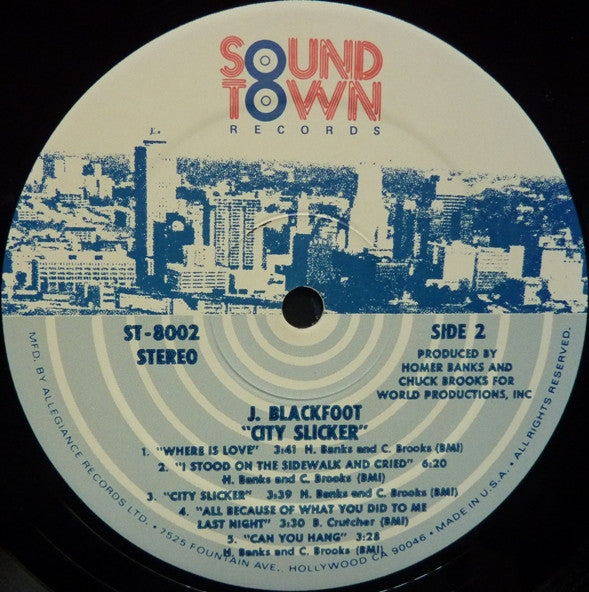 SOUND
TOWN
RECORDS
ST-8002
STEREO
SIDE 2
PRODUCED BY
HOMER BANKS AND
CHUCK BROOKS FOR
WORLD PRODUCTIONS, INC
J. BLACKFOOT
"CITY SLICKER"
1. "WHERE IS LOVE" 3:41 H. Banks and C. Brooks (BMI)
2. "I STOOD ON THE SIDEWALK AND CRIED" 6:20
H. Banks and C. Brooks (BMI)
3. "CITY SLICKER" 3:39 H. Banks and C. Brooks (BMI)
4. "ALL BECAUSE OF WHAT YOU DID TO ME
LAST NIGHT" 3:30 B. Crutcher (BMI)
5. "CAN YOU HANG" 3:28
H. Banks and C. Brooks (BMI)
MFD. BY ALLEGIANCE RECORDS LTD. • 7525 FOUNTAIN AVE., HOLLYWOOD CA 90046 • MADE IN U.S.A. • ALL RIGHTS RESERVED.